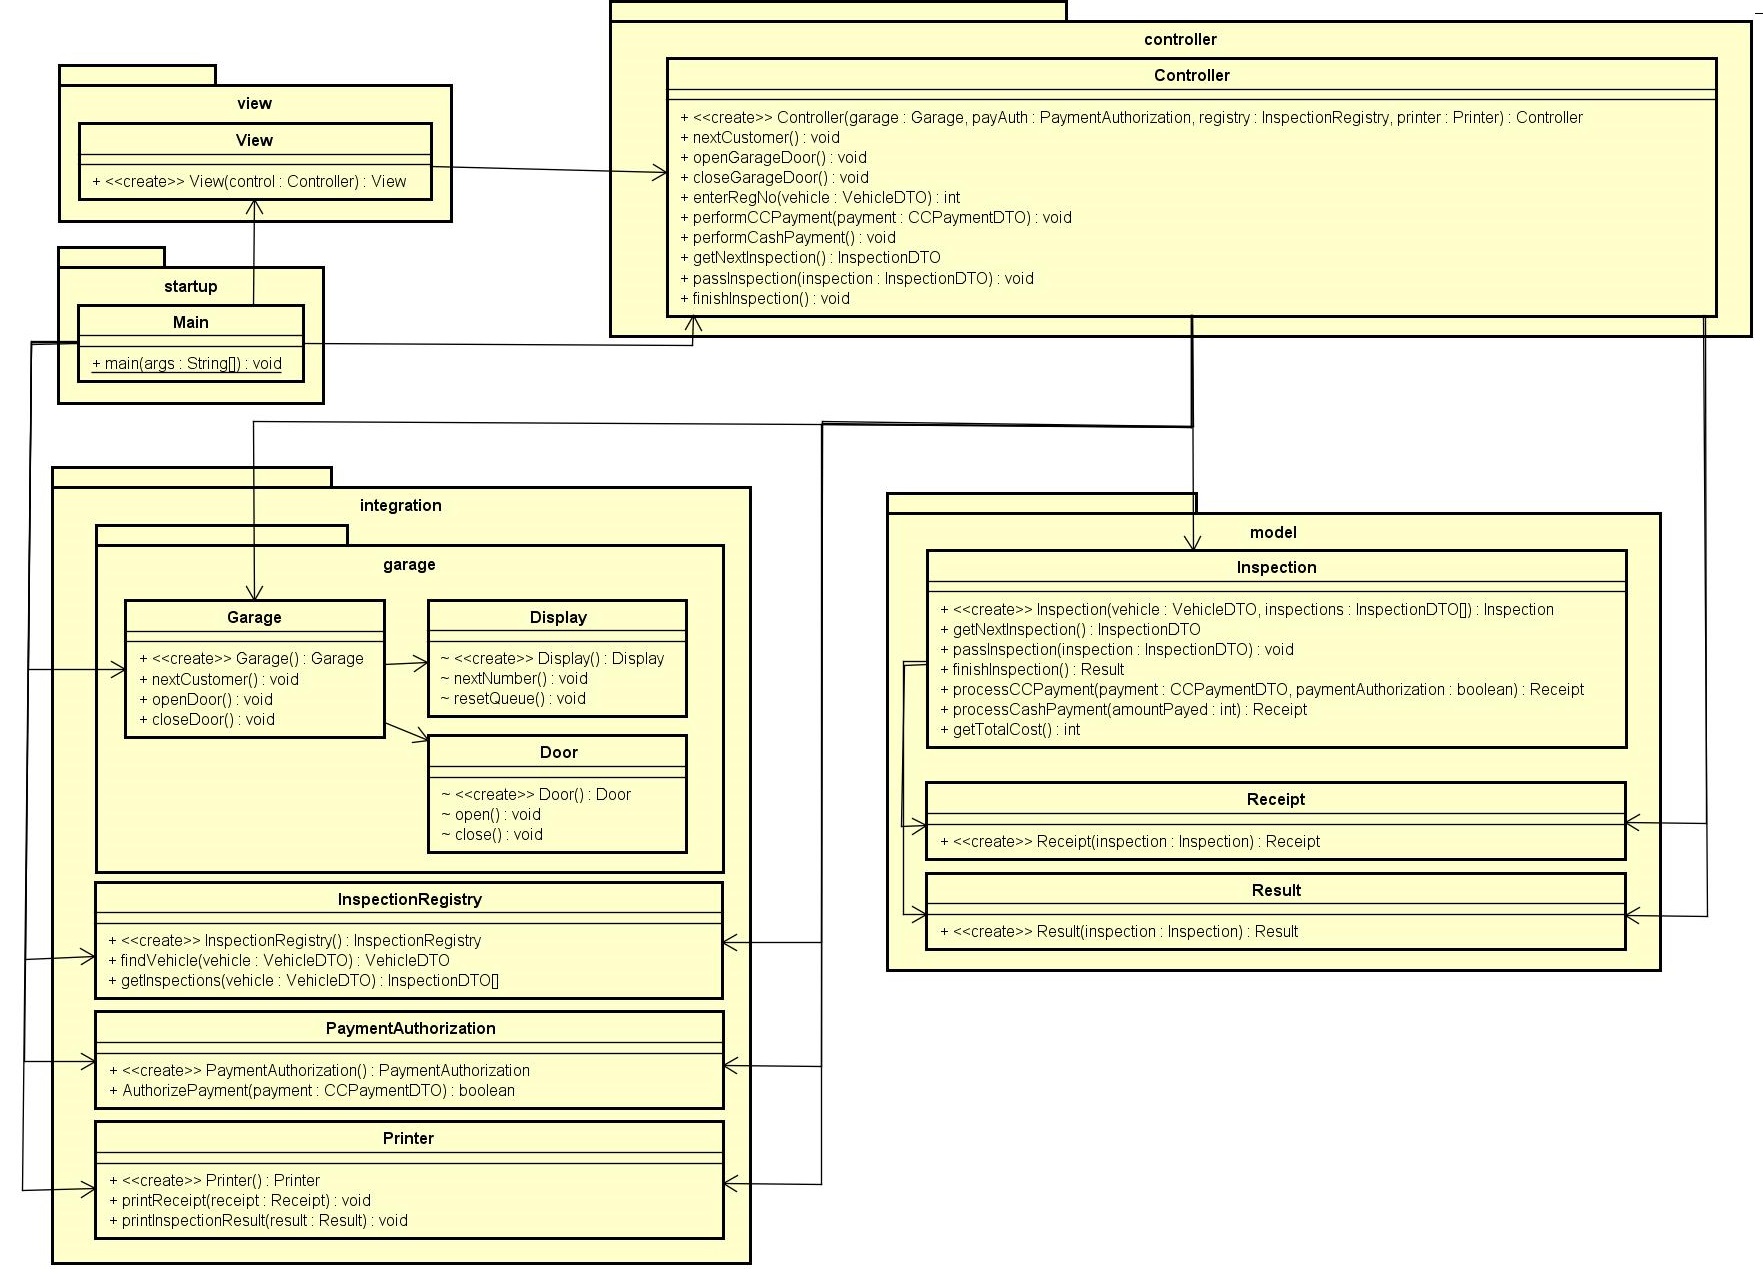 controller
Controller
+ <<create>> Controller(garage : Garage, payAuth : PaymentAuthorization, registry : InspectionRegistry, printer : Printer) : Controller
+ nextCustomer() : void
+ openGarageDoor() : void
+ closeGarageDoor() : void
+ enterRegNo(vehicle : VehicleDTO) : int
+ performCCPayment(payment : CCPaymentDTO) : void
+ performCashPayment() : void
+ getNextInspection() : InspectionDTO
+ passInspection(inspection : InspectionDTO) : void
+ finishInspection() : void
view
View
+ <<create>> View(control : Controller) : View
startup
Main
+ main(args : String[]) : void
integration
garage
Garage
+ <<create>> Garage() : Garage
+ nextCustomer() : void
+ openDoor() : void
+ closeDoor() : void
Display
~ <<create>> Display() : Display
~ nextNumber() : void
~ resetQueue() : void
Door
~ <<create>> Door() : Door
~ open() : void
~ close() : void
InspectionRegistry
+ <<create>> InspectionRegistry() : InspectionRegistry
+ findVehicle(vehicle : VehicleDTO) : VehicleDTO
+ getInspections(vehicle : VehicleDTO) : InspectionDTO[]
PaymentAuthorization
+ <<create>> PaymentAuthorization() : PaymentAuthorization
+ AuthorizePayment(payment : CCPaymentDTO) : boolean
Printer
+ <<create>> Printer() : Printer
+ printReceipt(receipt : Receipt) : void
+ printInspectionResult(result : Result) : void
model
Inspection
+ <<create>> Inspection(vehicle : VehicleDTO, inspections : InspectionDTO[]) : Inspection
+ getNextInspection() : InspectionDTO
+ passInspection(inspection : InspectionDTO) : void
+ finishInspection() : Result
+ processCCPayment(payment : CCPaymentDTO, paymentAuthorization : boolean) : Receipt
+ processCashPayment(amountPayed : int) : Receipt
+ getTotalCost() : int
Receipt
+ <<create>> Receipt(inspection : Inspection) : Receipt
Result
+ <<create>> Result(inspection : Inspection) : Result